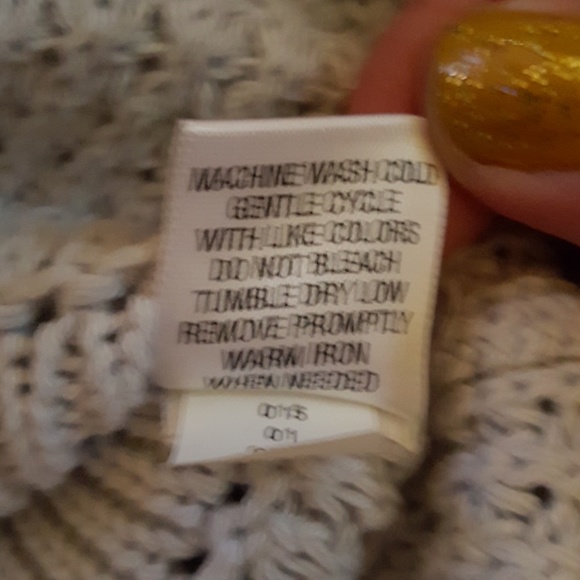 MACHINE WASH COLD
GENTLE CYCLE
WITH LIKE COLORS
DO NOT BLEACH
TUMBLE DRY LOW
REMOVE PROMPTLY
WARM IRON
WHEN NEEDED